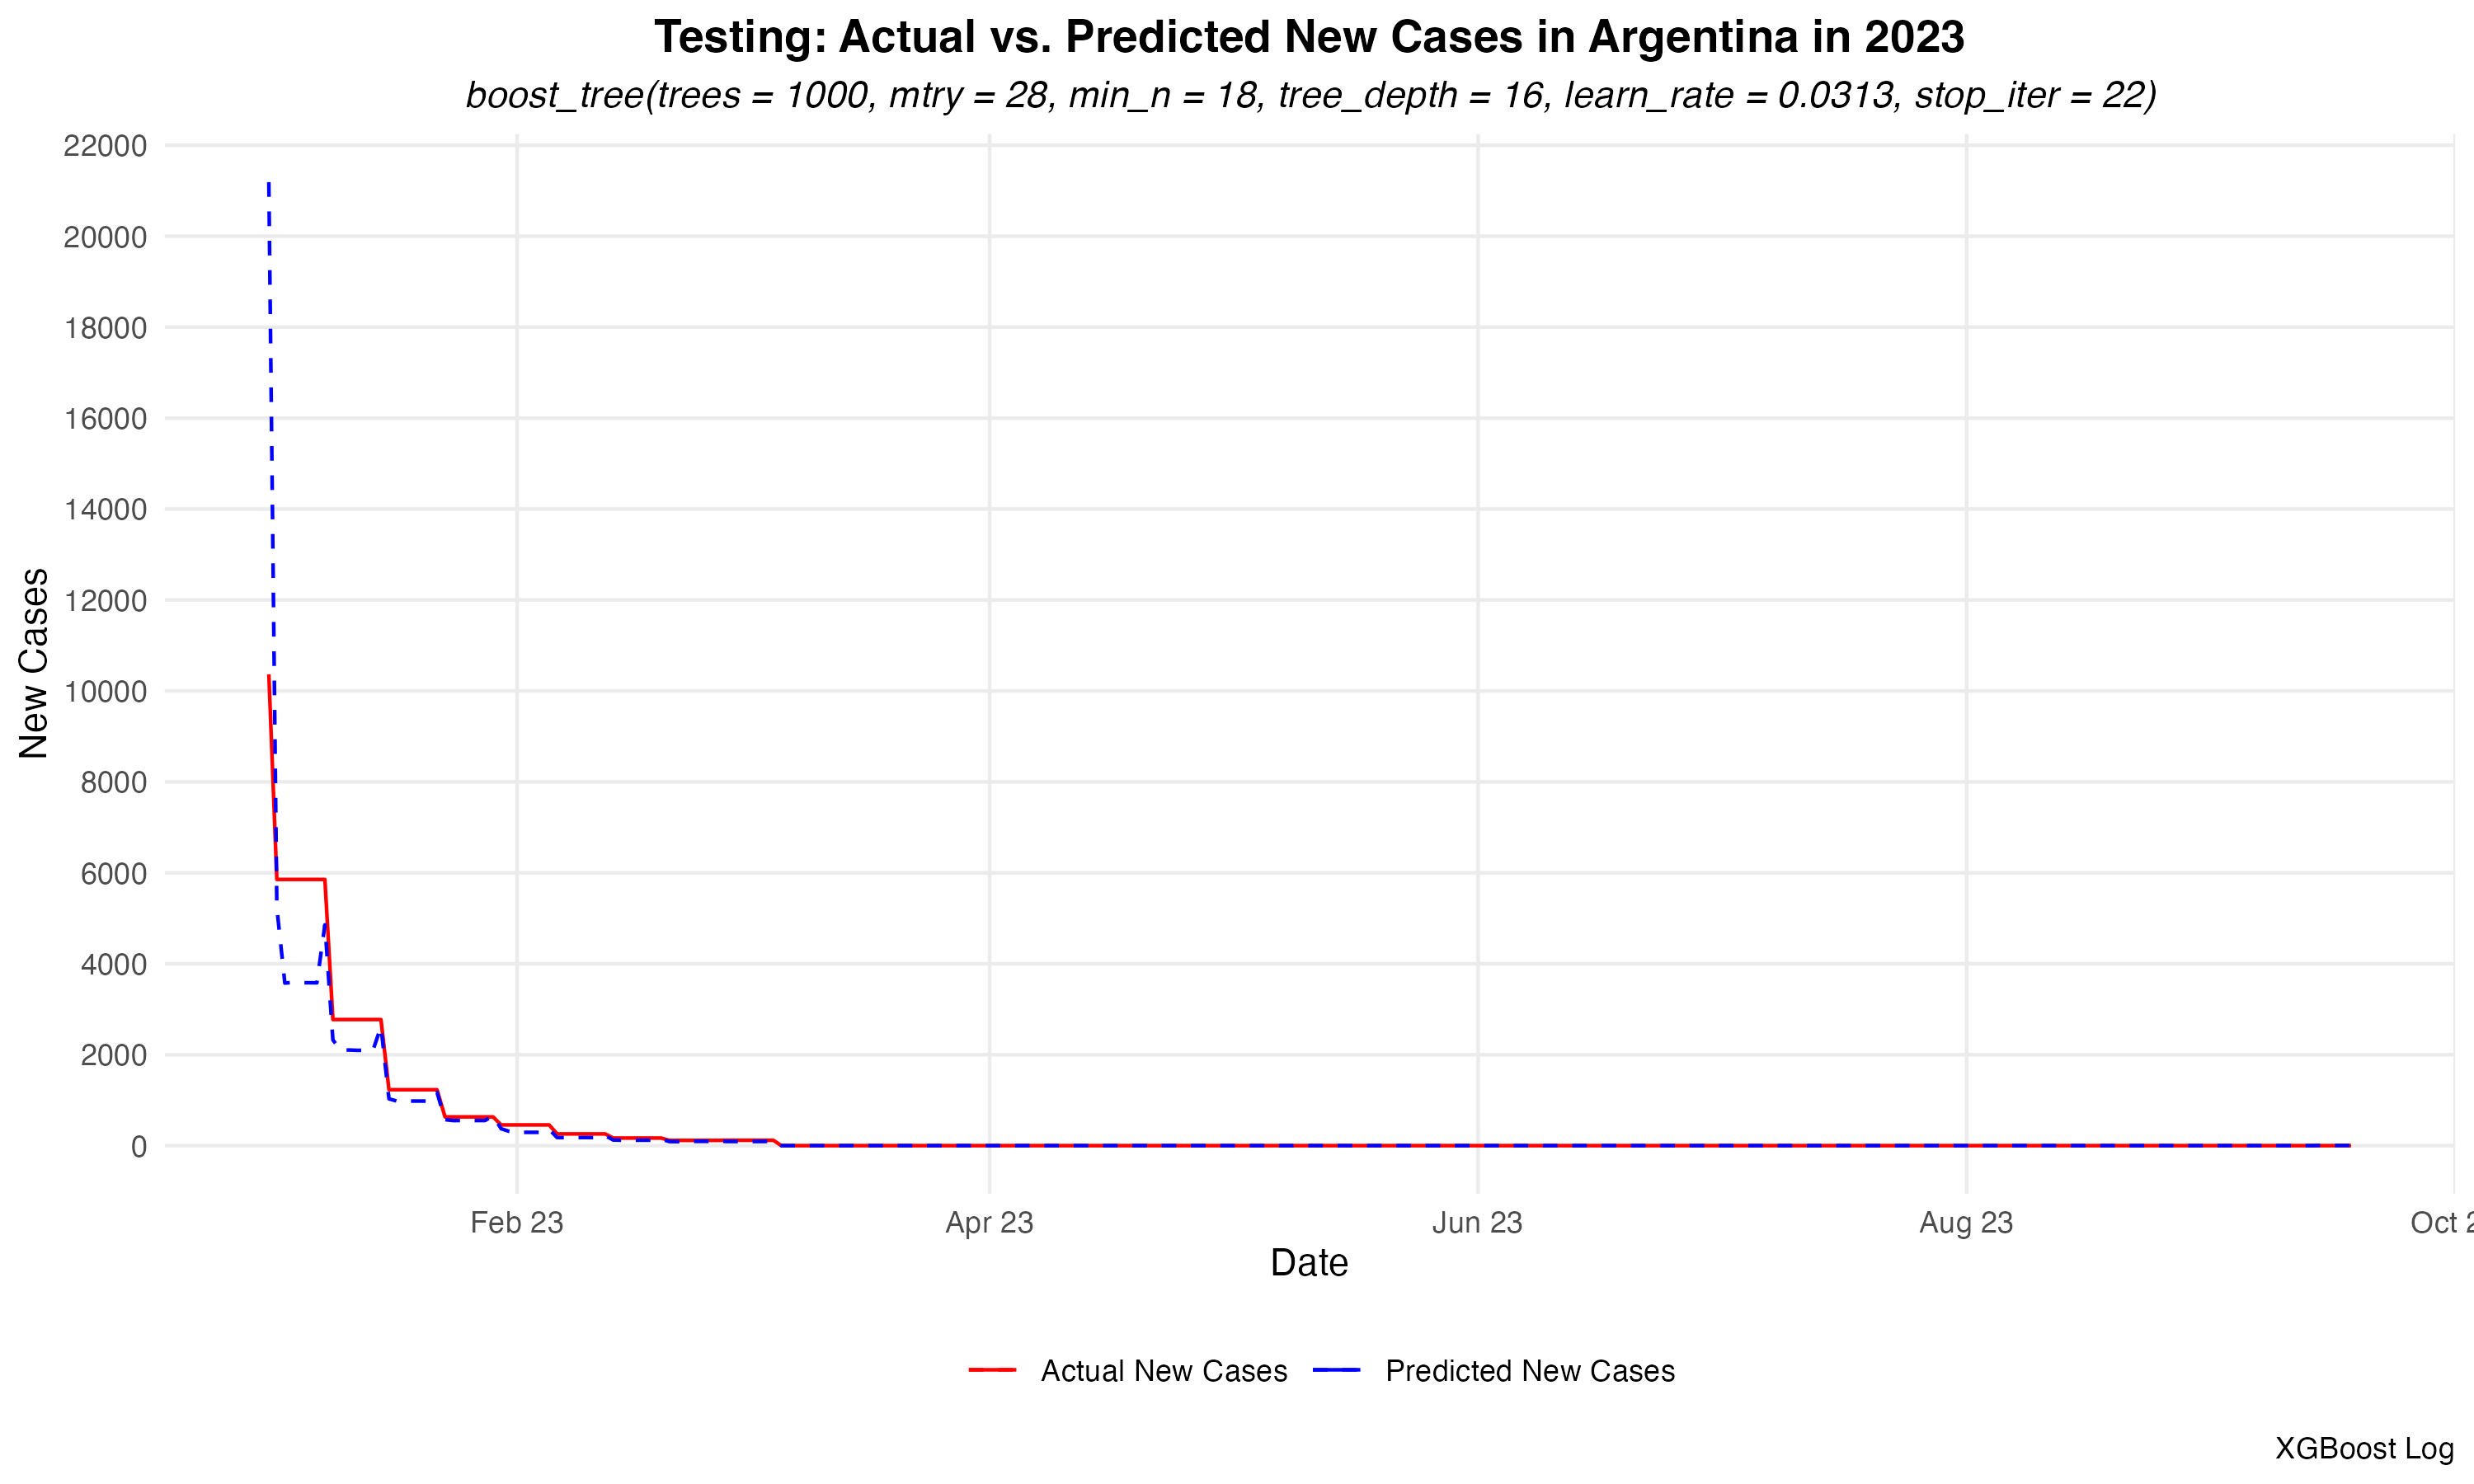 Testing: Actual vs. Predicted New Cases in Argentina in 2023
boost_tree(trees = 1000, mtry = 28, min_n = 18, tree_depth = 16, learn_rate = 0.0313, stop_iter = 22)
22000
20000
18000
16000
14000
12000
10000
8000
6000
4000
2000
0
New Cases
Feb 23
Apr 23
Jun 23
Aug 23
Oct 2
Date
Actual New Cases
Predicted New Cases
XGBoost Log